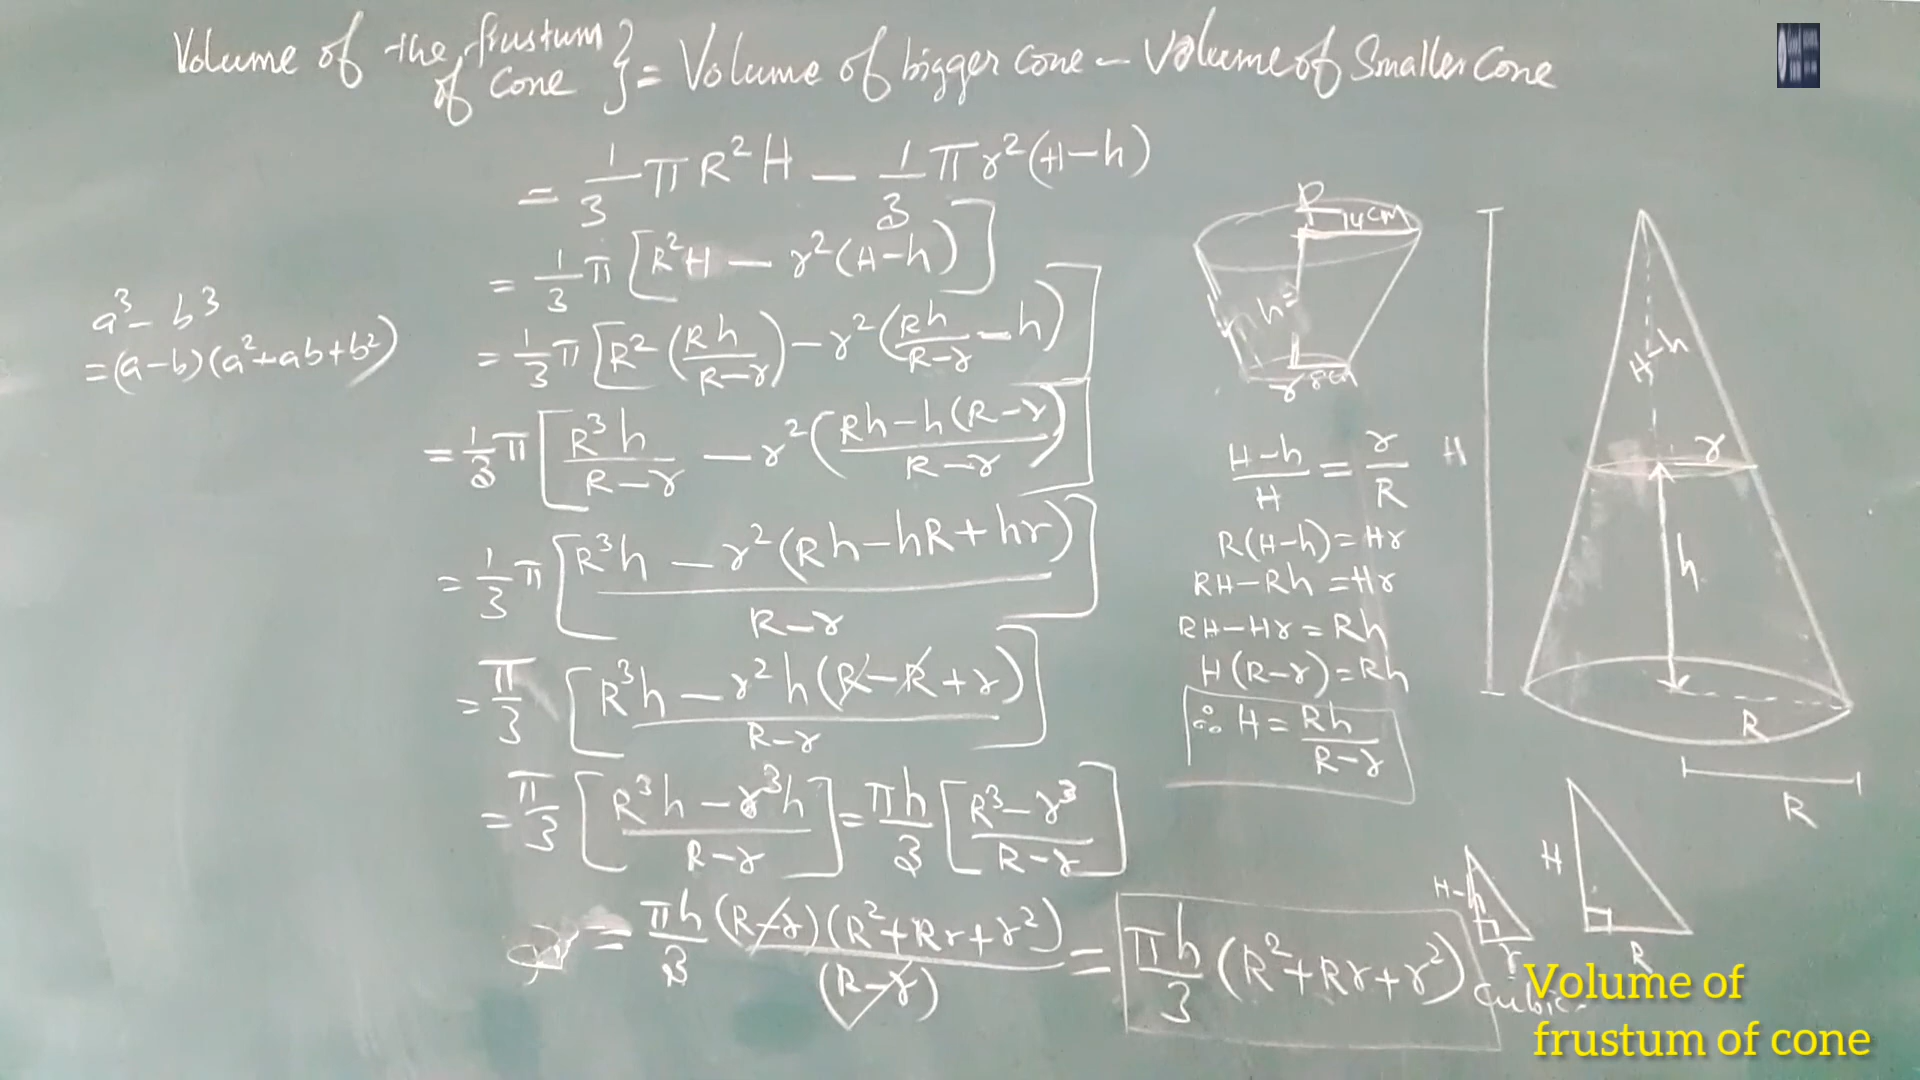 Volume of the frustum of cone } = Volume of bigger cone - Volume of Smaller Cone
= 1/3 πR²H - 1/3 πr²(H-h)
= 1/3 π [R²H - r²(H-h)]
= 1/3 π [R² (Rh/(R-r)) - r² (Rh/(R-r) - h)]
= 1/3 π [R³h/(R-r) - r² ((Rh-h(R-r))/(R-r))]
= 1/3 π [(R³h - r²(Rh-hR+hr))/(R-r)]
= π/3 [(R³h - r²h(R-R+r))/(R-r)]
= π/3 [(R³h - r³h)/(R-r)] = πh/3 [(R³-r³)/(R-r)]
= πh/3 (R-r)(R²+Rr+r²)/(R-r) = πh/3 (R²+Rr+r²)
cubic
a³ - b³
= (a-b)(a²+ab+b²)
R
14cm
h=
r 8cm
(H-h)/H = r/R
R(H-h) = Hr
RH-Rh = Hr
RH-Hr = Rh
H(R-r) = Rh
∴ H = Rh/(R-r)
H
H-h
r
h
R
R
H-h
r
H
R
Volume of
frustum of cone